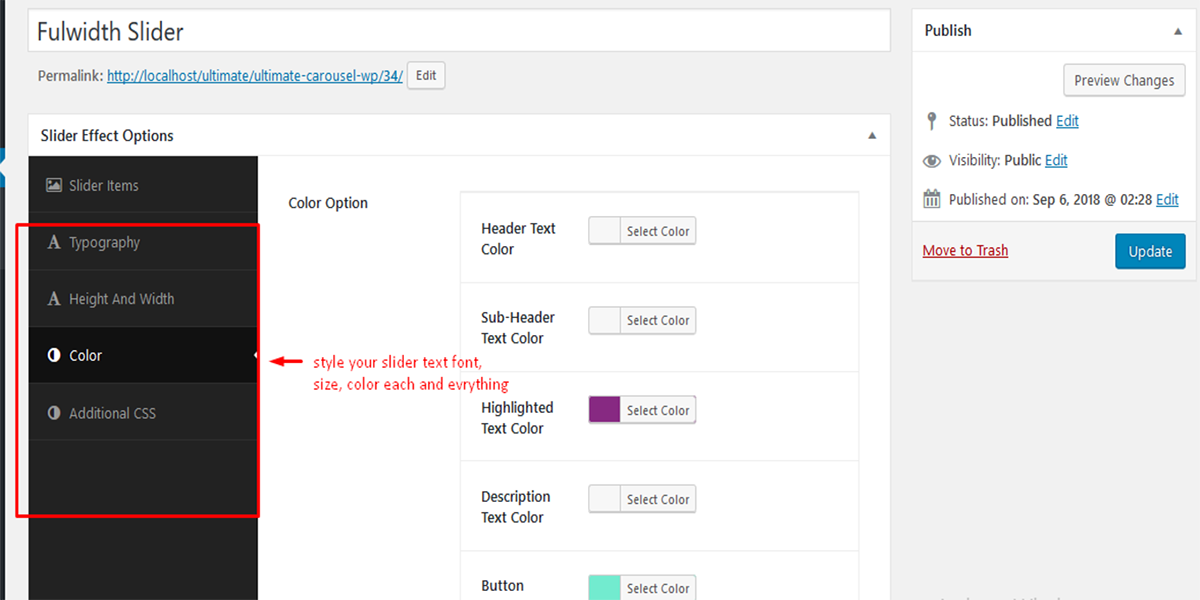 Fulwidth Slider
Permalink: http://localhost/ultimate/ultimate-carousel-wp/34/ Edit
Slider Effect Options
Slider Items
Typography
Height And Width
Color
Additional CSS
style your slider text font,
size, color each and evrything
Color Option
Header Text
Color
Select Color
Sub-Header
Text Color
Select Color
Highlighted
Text Color
Select Color
Description
Text Color
Select Color
Button
Select Color
Publish
Preview Changes
Status: Published Edit
Visibility: Public Edit
Published on: Sep 6, 2018 @ 02:28 Edit
Move to Trash
Update